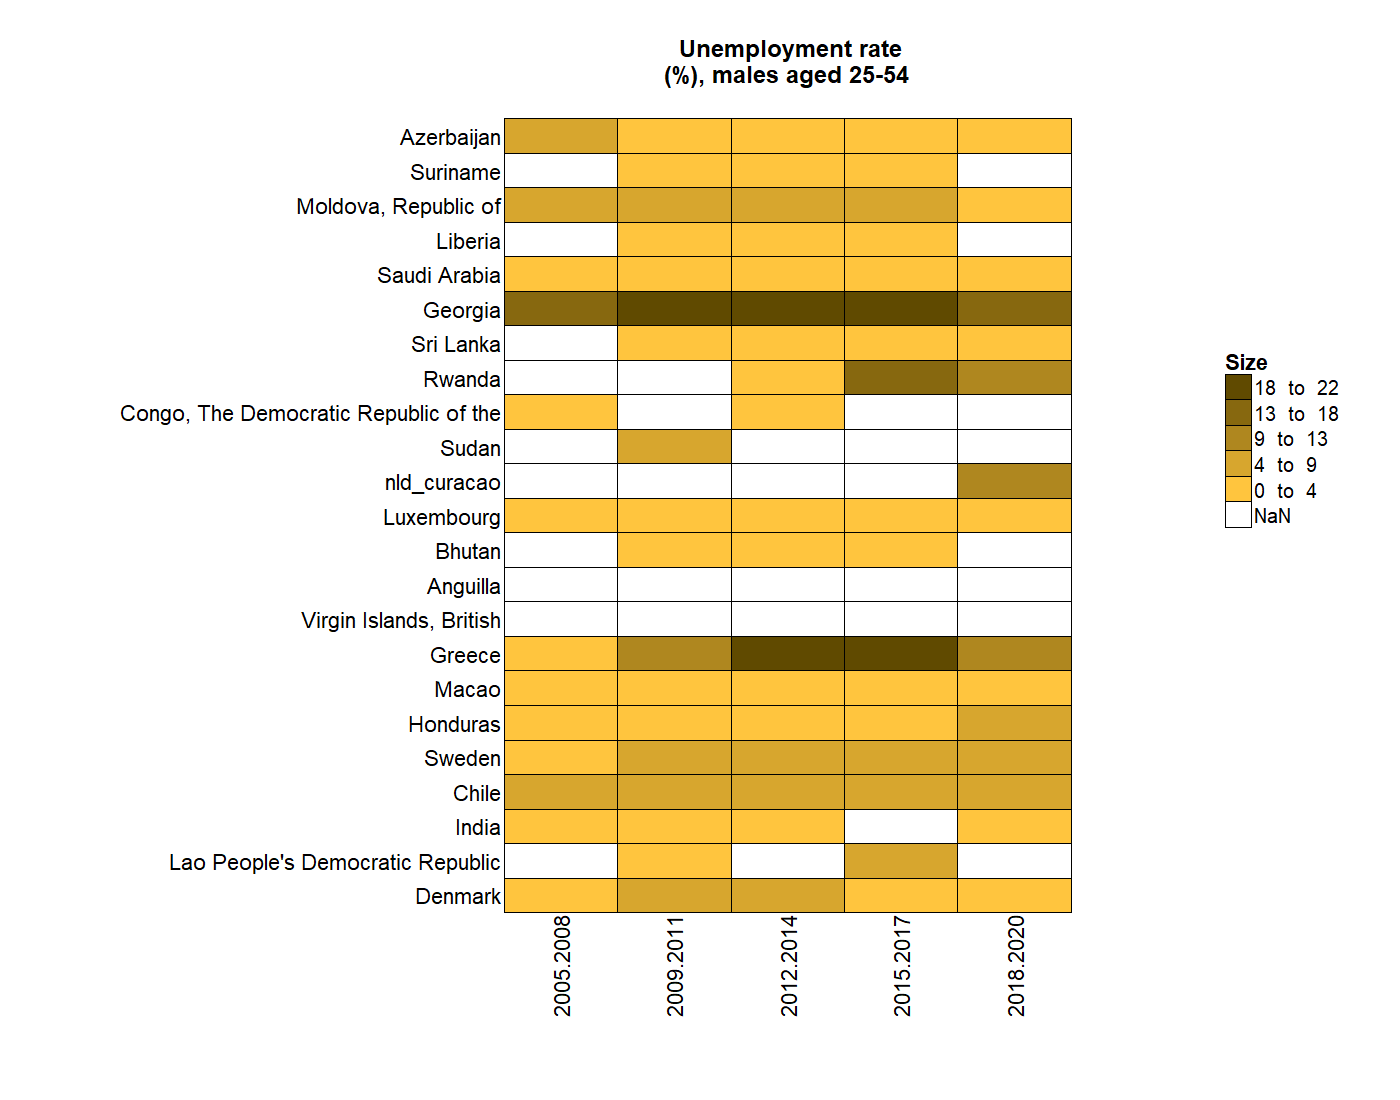 Unemployment rate
(%), males aged 25-54
Azerbaijan
Suriname
Moldova, Republic of
Liberia
Saudi Arabia
Georgia
Sri Lanka
Rwanda
Congo, The Democratic Republic of the
Sudan
nld_curacao
Luxembourg
Bhutan
Anguilla
Virgin Islands, British
Greece
Macao
Honduras
Sweden
Chile
India
Lao People's Democratic Republic
Denmark
2005.2008
2009.2011
2012.2014
2015.2017
2018.2020
Size
18 to 22
13 to 18
9 to 13
4 to 9
0 to 4
NaN